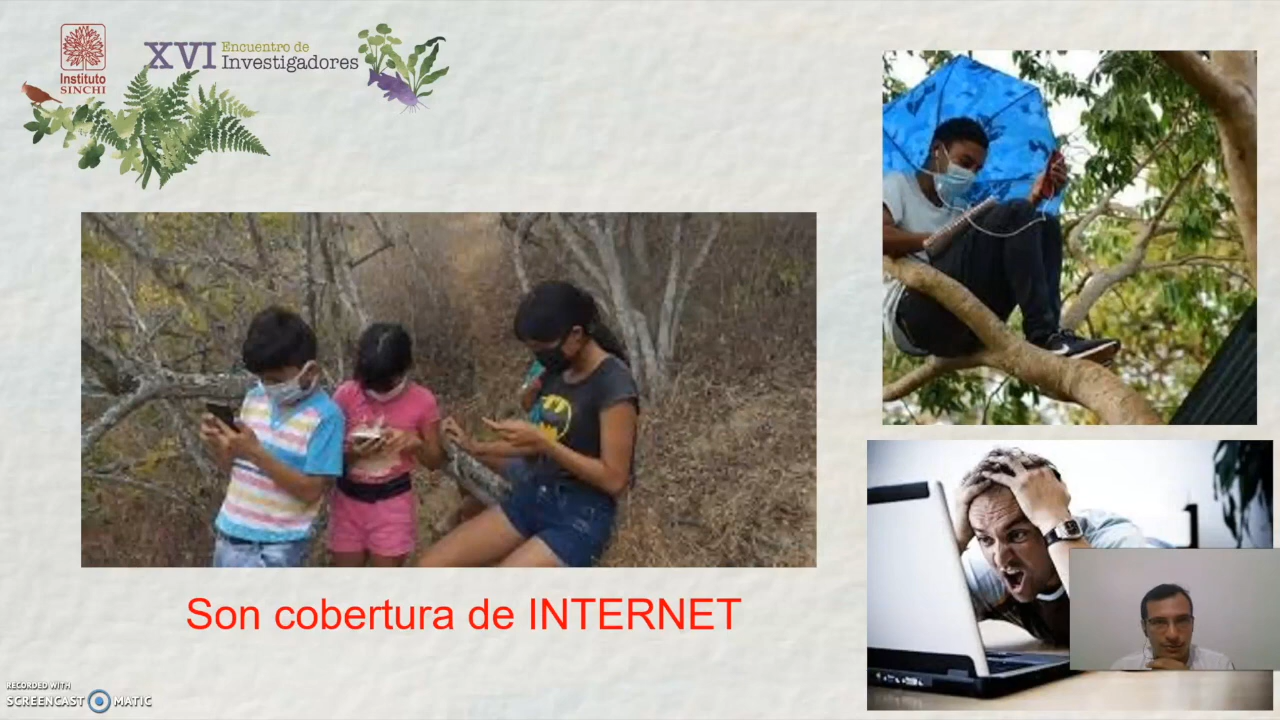 Instituto
SINCHI
XVI Encuentro de
Investigadores
Son cobertura de INTERNET
RECORDED WITH
SCREENCAST MATIC